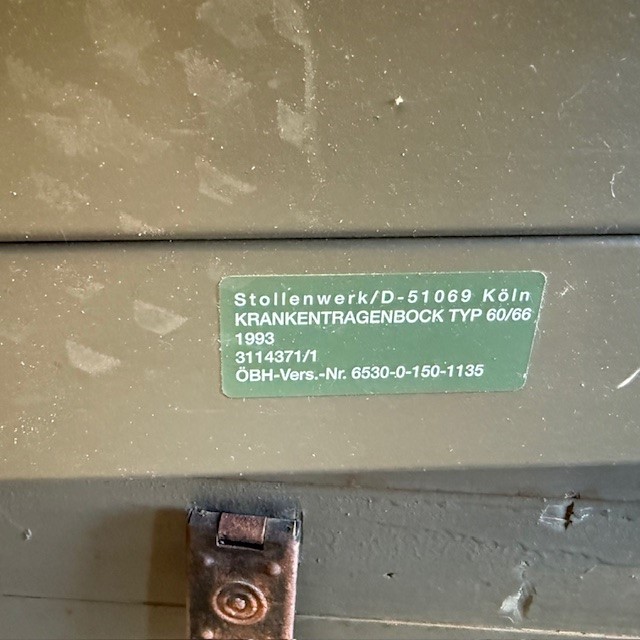 Stollenwerk/D-51069 Köln
KRANKENTRAGENBOCK TYP 60/66
1993
3114371/1
ÖBH-Vers.-Nr. 6530-0-150-1135